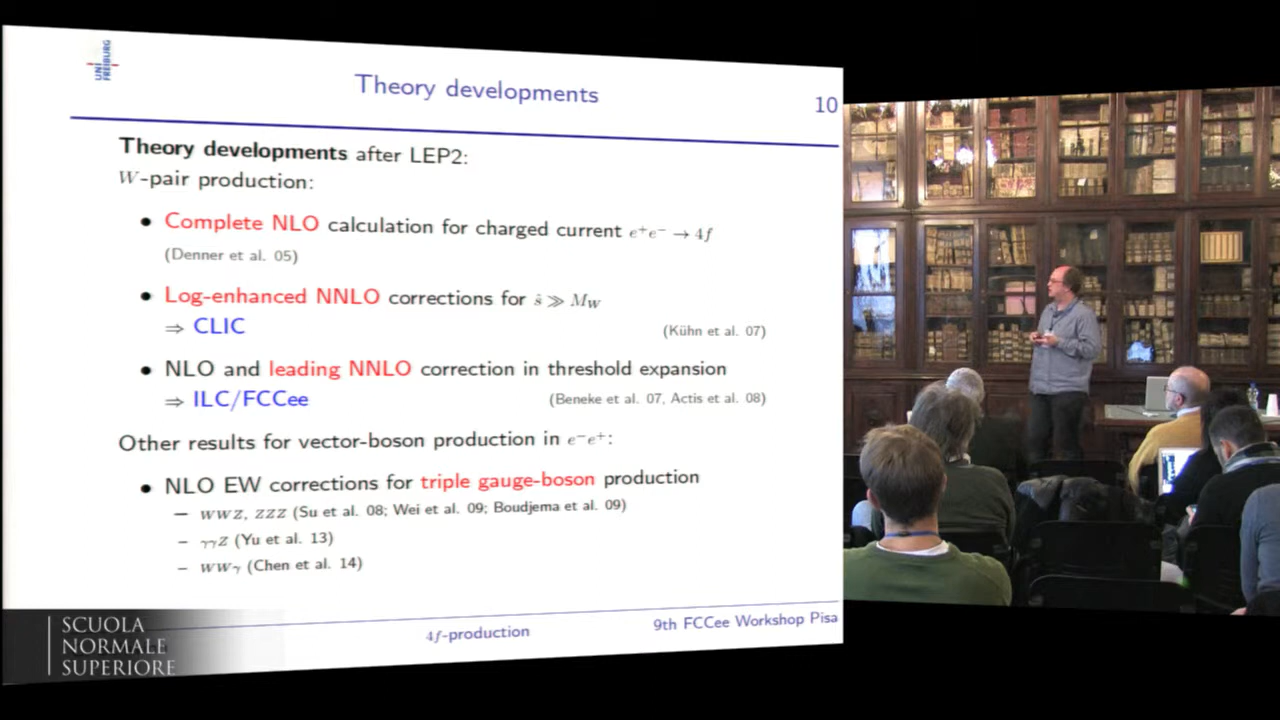 UNI
FREIBURG
Theory developments
10
Theory developments after LEP2:
W-pair production:
• Complete NLO calculation for charged current e⁺e⁻ → 4f
(Denner et al. 05)
• Log-enhanced NNLO corrections for ŝ ≫ M_W
⇒ CLIC (Kühn et al. 07)
• NLO and leading NNLO correction in threshold expansion
⇒ ILC/FCCee (Beneke et al. 07, Actis et al. 08)
Other results for vector-boson production in e⁻e⁺:
• NLO EW corrections for triple gauge-boson production
– WWZ, ZZZ (Su et al. 08; Wei et al. 09; Boudjema et al. 09)
– γγZ (Yu et al. 13)
– WWγ (Chen et al. 14)
4f-production
9th FCCee Workshop Pisa
SCUOLA
NORMALE
SUPERIORE